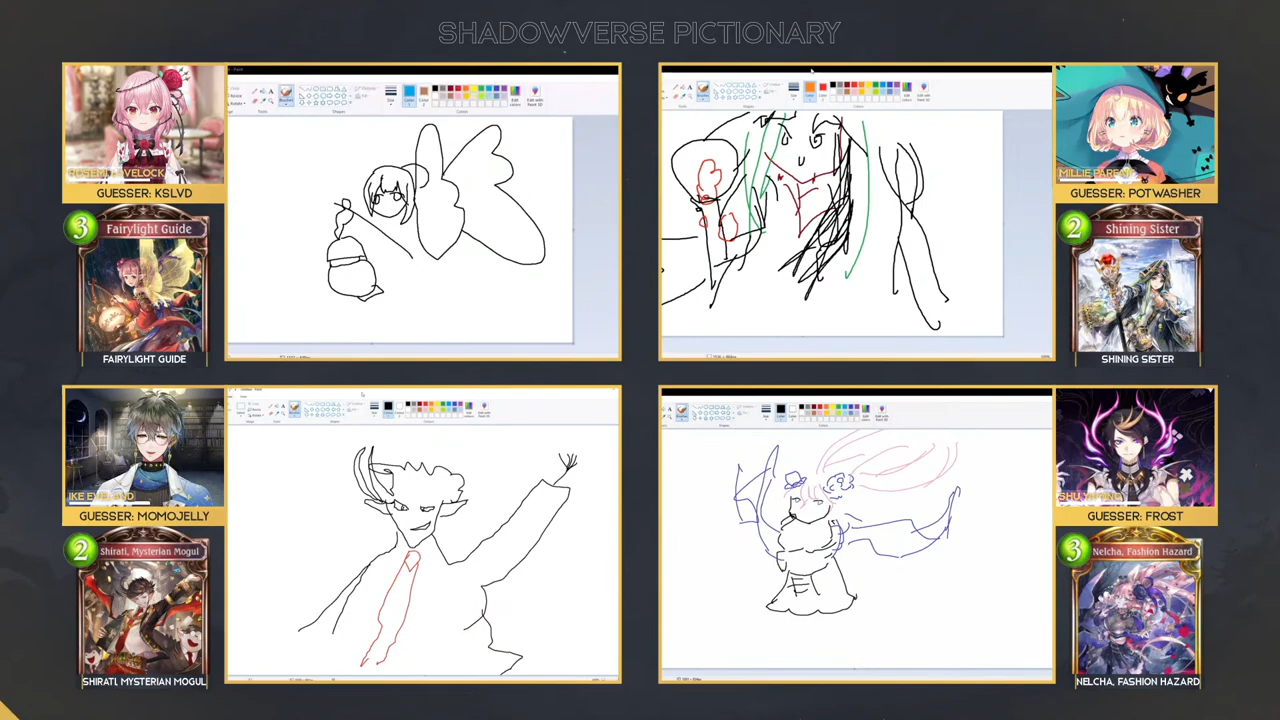 SHADOWVERSE PICTIONARY
ROSEMI LOVELOCK
GUESSER: KSLVD
3
Fairylight Guide
FAIRYLIGHT GUIDE
MILLIE PARFAIT
GUESSER: POTWASHER
2
Shining Sister
SHINING SISTER
IKE EVELAND
GUESSER: MOMOJELLY
2
Shirati, Mysterian Mogul
SHIRATI, MYSTERIAN MOGUL
SHU YAMINO
GUESSER: FROST
3
Nelcha, Fashion Hazard
NELCHA, FASHION HAZARD